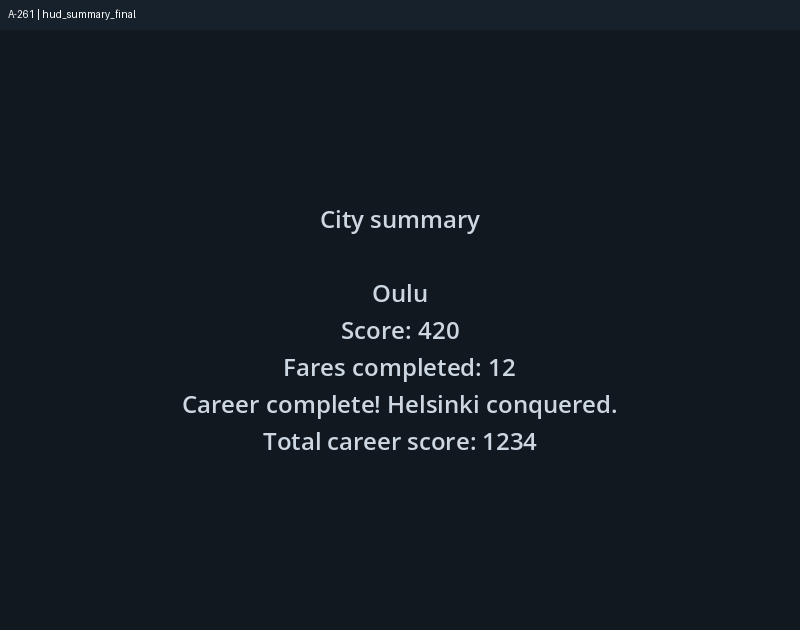 A-261 | hud_summary_final
City summary
Oulu
Score: 420
Fares completed: 12
Career complete! Helsinki conquered.
Total career score: 1234